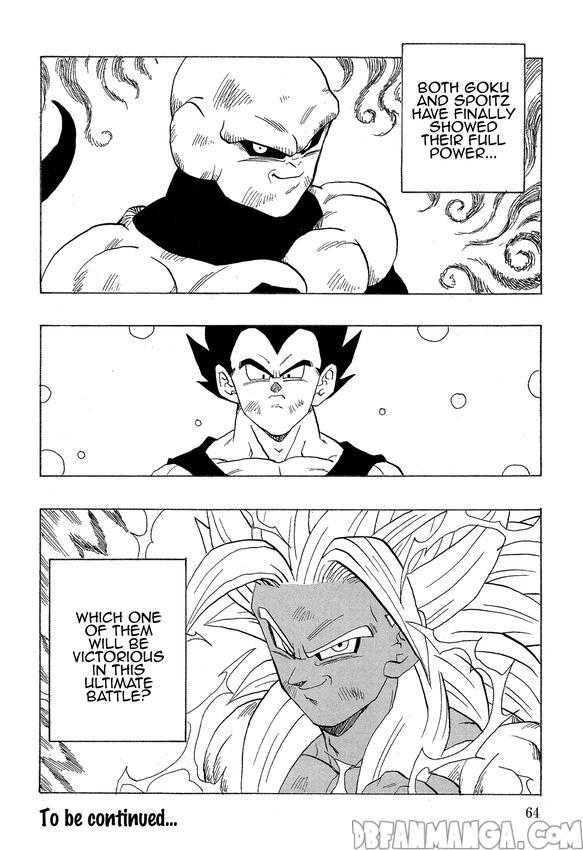 BOTH GOKU
AND SPOITZ
HAVE FINALLY
SHOWED
THEIR FULL
POWER...
WHICH ONE
OF THEM
WILL BE
VICTORIOUS
IN THIS
ULTIMATE
BATTLE?
To be continued...
64
DBFANMANGA.COM